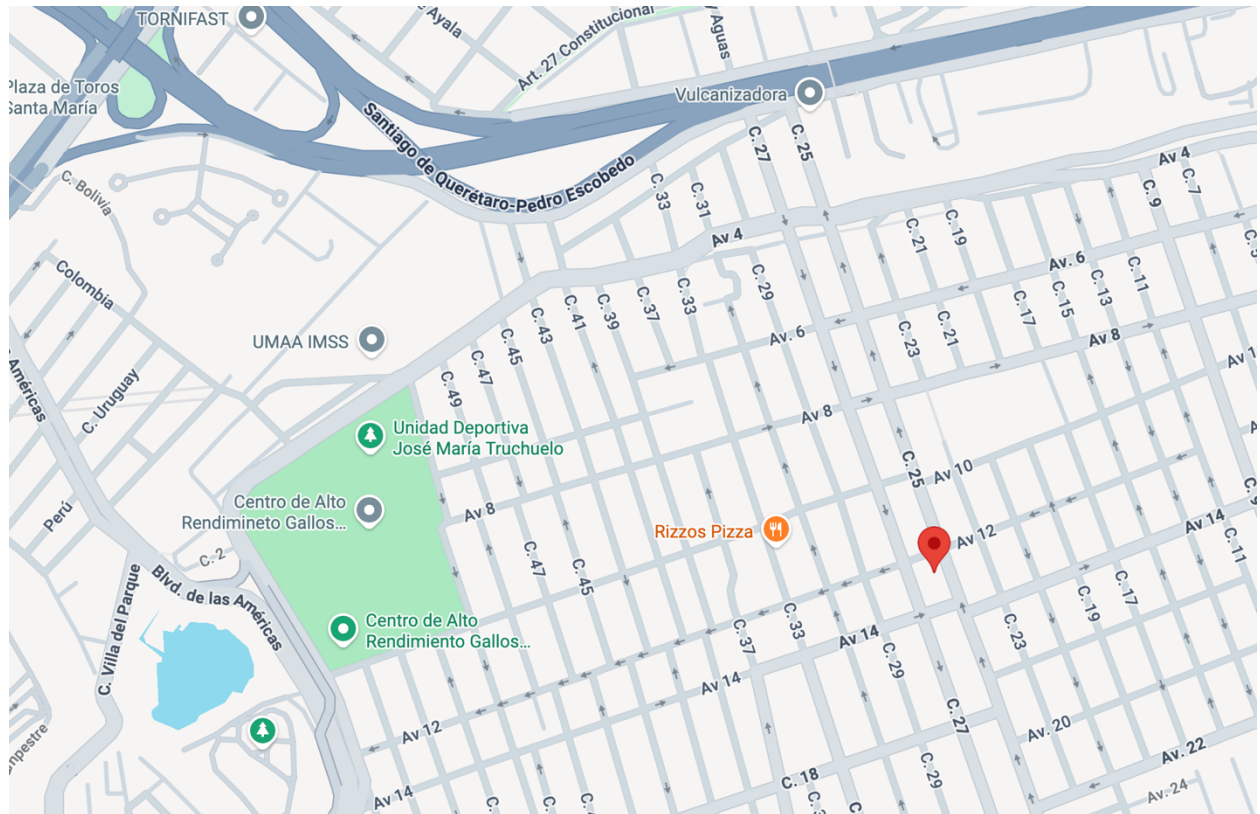 TORNIFAST
de Ayala
Art. 27 Constitucional
Aguas
Plaza de Toros
Santa María
Vulcanizadora
Santiago de Querétaro-Pedro Escobedo
C. 27
C. 25
C. Bolivia
C. 33
C. 31
Av 4
C. 9
C. 7
Av 4
C. 21
C. 19
Av. 6
C. 11
C. 13
C. 15
C. 17
Colombia
C. 43
C. 41
C. 39
C. 37
C. 33
C. 29
UMAA IMSS
Av. 6
C. 23
C. 21
Av 8
Américas
C. Uruguay
C. 49
C. 47
C. 45
Unidad Deportiva
José María Truchuelo
Av 8
Perú
Centro de Alto
Rendimineto Gallos...
Av 8
C. 25
Av 10
C. 2
Rizzos Pizza
Av 12
Av 14
C. 11
Blvd. de las Américas
C. 47
C. 45
C. Villa del Parque
Centro de Alto
Rendimiento Gallos...
C. 37
C. 33
Av 14
C. 29
C. 23
C. 19
C. 17
Av 14
Av 12
C. 27
Av. 20
Av. 22
C. 18
C. 29
Av. 24
Av 14